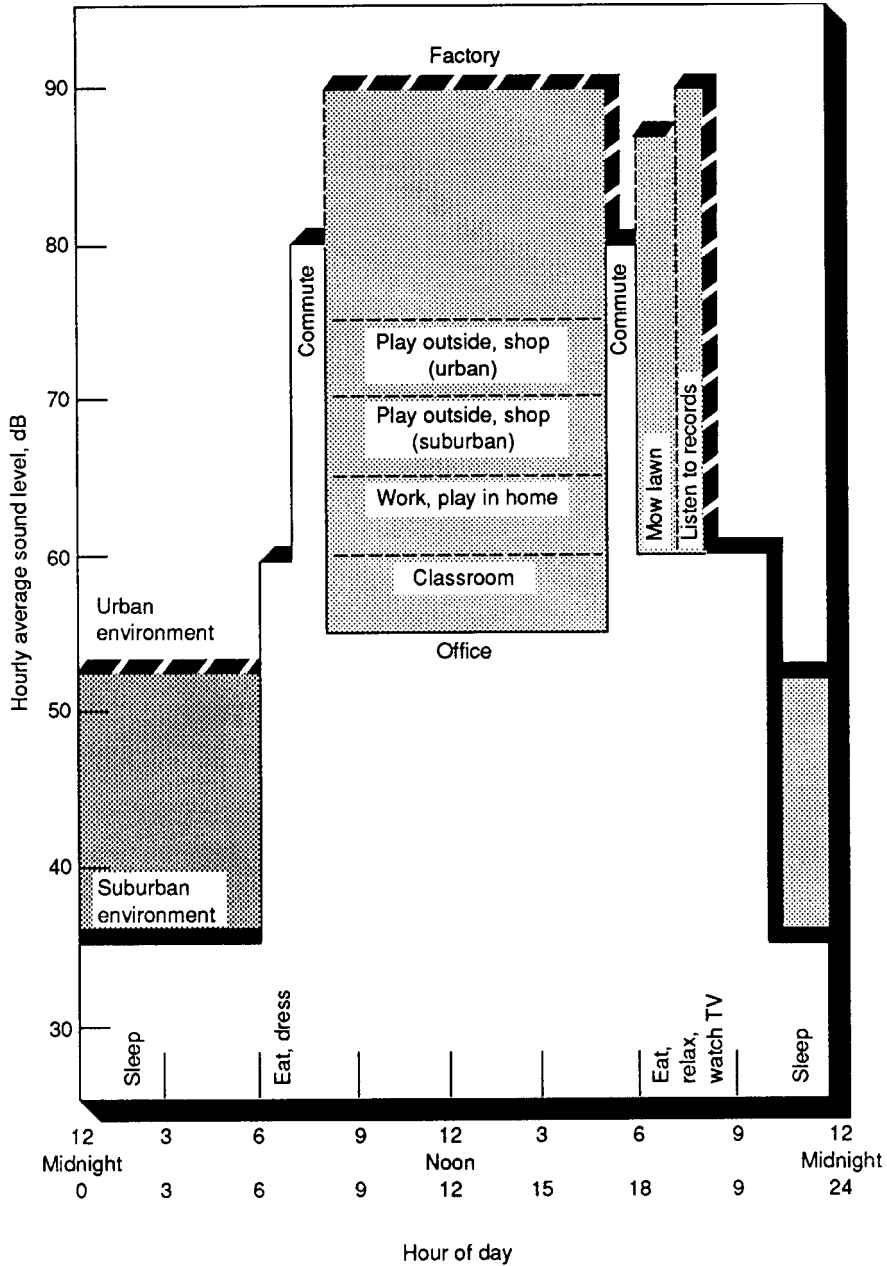 Factory
90
80
70
60
50
40
30
Hourly average sound level, dB
Commute
Play outside, shop
(urban)
Play outside, shop
(suburban)
Work, play in home
Classroom
Office
Commute
Mow lawn
Listen to records
Urban
environment
Suburban
environment
Sleep
Eat, dress
Eat,
relax,
watch TV
Sleep
12 3 6 9 12 3 6 9 12
Midnight Noon Midnight
0 3 6 9 12 15 18 9 24
Hour of day